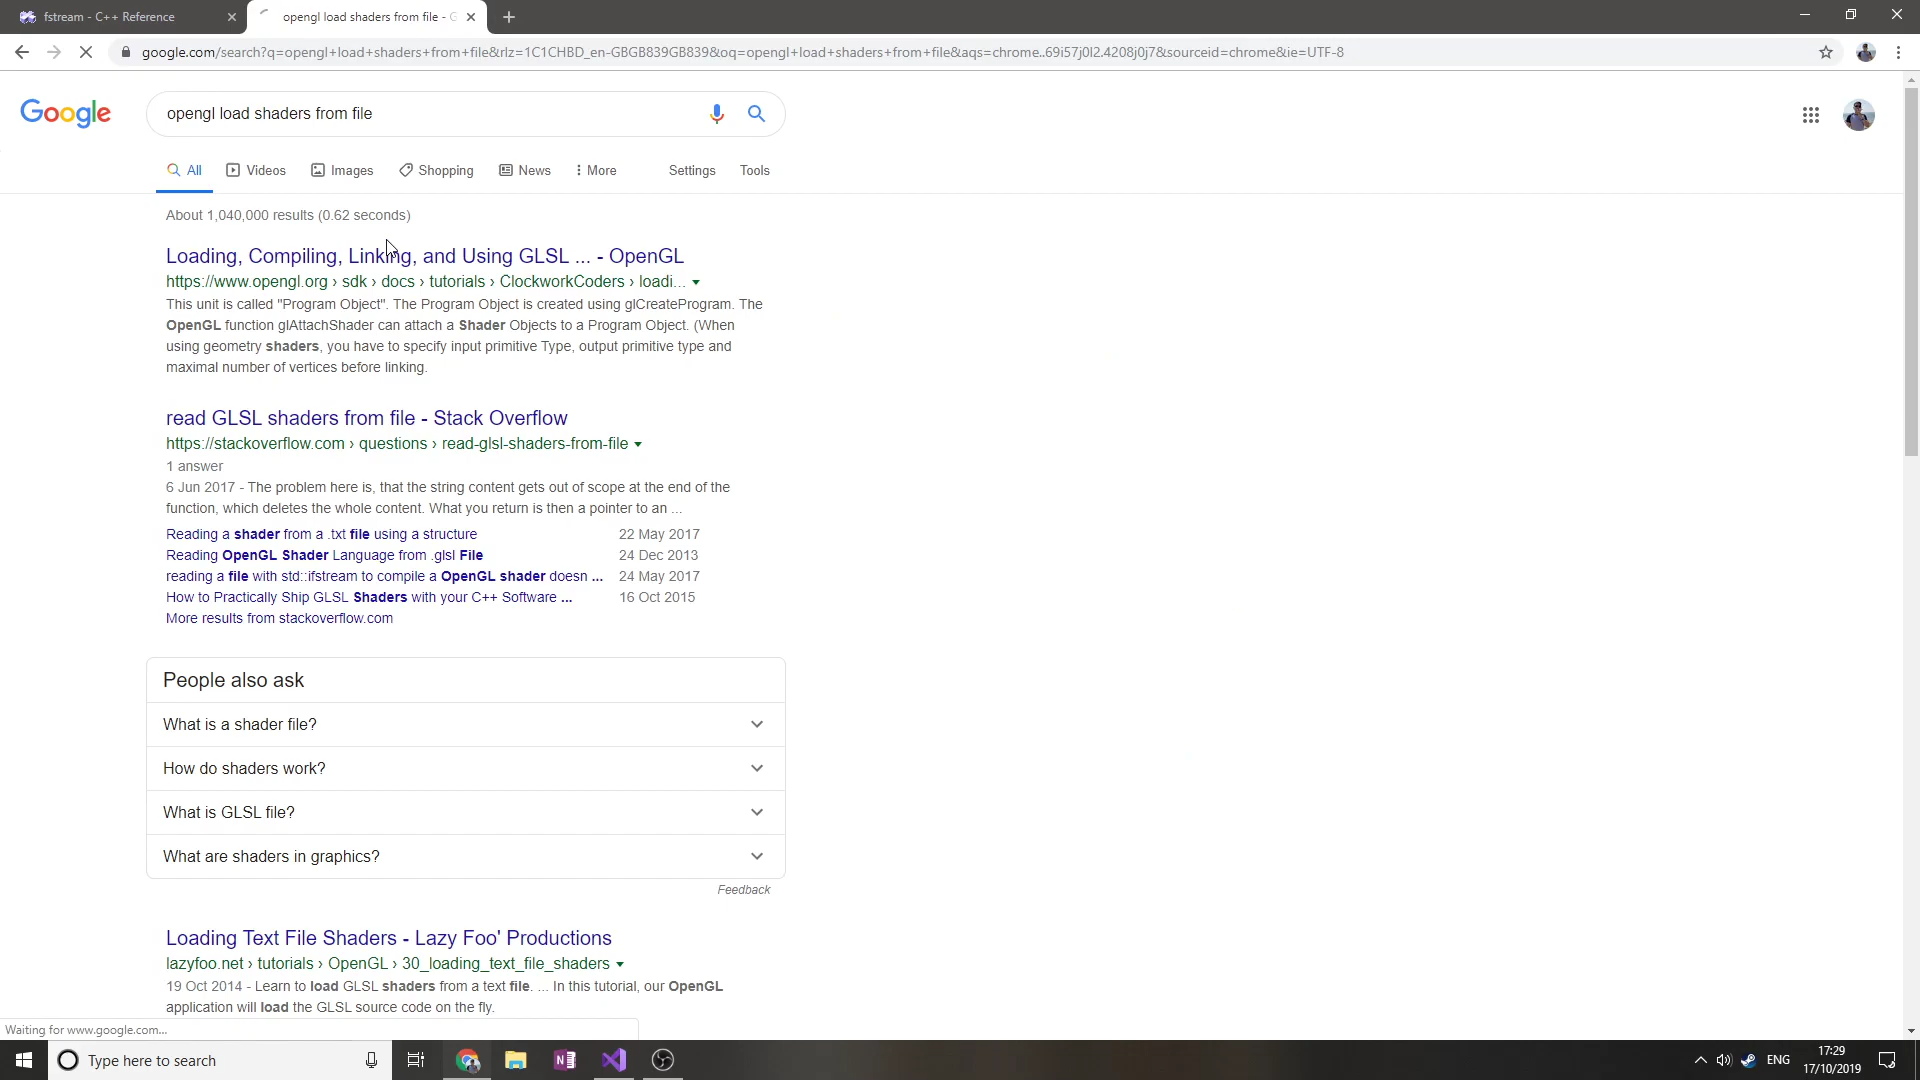 fstream - C++ Reference
opengl load shaders from file - G
google.com/search?q=opengl+load+shaders+from+file&rlz=1C1CHBD_en-GBGB839GB839&oq=opengl+load+shaders+from+file&aqs=chrome..69i57j0l2.4208j0j7&sourceid=chrome&ie=UTF-8
Google
opengl load shaders from file
All Videos Images Shopping News More Settings Tools
About 1,040,000 results (0.62 seconds)
Loading, Compiling, Linking, and Using GLSL ... - OpenGL
https://www.opengl.org › sdk › docs › tutorials › ClockworkCoders › loadi...
This unit is called "Program Object". The Program Object is created using glCreateProgram. The
OpenGL function glAttachShader can attach a Shader Objects to a Program Object. (When
using geometry shaders, you have to specify input primitive Type, output primitive type and
maximal number of vertices before linking.
read GLSL shaders from file - Stack Overflow
https://stackoverflow.com › questions › read-glsl-shaders-from-file
1 answer
6 Jun 2017 - The problem here is, that the string content gets out of scope at the end of the
function, which deletes the whole content. What you return is then a pointer to an ...
Reading a shader from a .txt file using a structure 22 May 2017
Reading OpenGL Shader Language from .glsl File 24 Dec 2013
reading a file with std::ifstream to compile a OpenGL shader doesn ... 24 May 2017
How to Practically Ship GLSL Shaders with your C++ Software ... 16 Oct 2015
More results from stackoverflow.com
People also ask
What is a shader file?
How do shaders work?
What is GLSL file?
What are shaders in graphics?
Feedback
Loading Text File Shaders - Lazy Foo' Productions
lazyfoo.net › tutorials › OpenGL › 30_loading_text_file_shaders
19 Oct 2014 - Learn to load GLSL shaders from a text file. ... In this tutorial, our OpenGL
application will load the GLSL source code on the fly.
Waiting for www.google.com...
Type here to search
ENG
17:29
17/10/2019